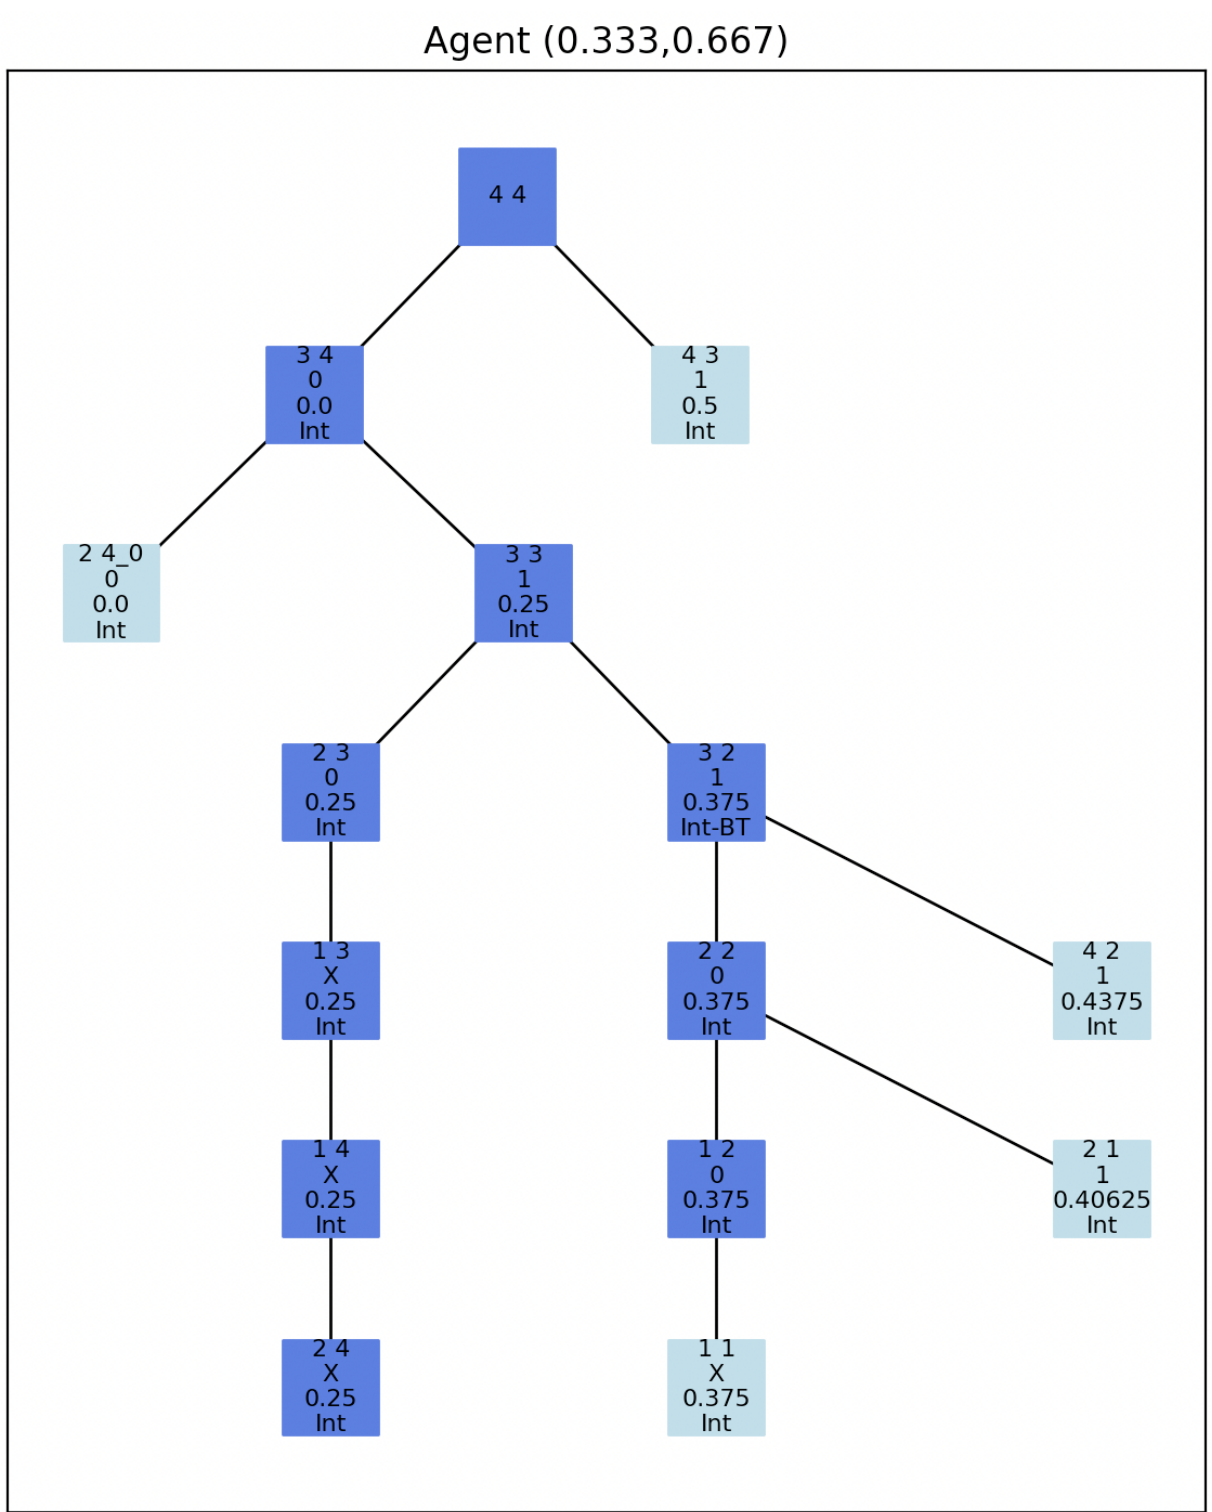 Agent (0.333,0.667)
4 4
3 4
0
0.0
Int
4 3
1
0.5
Int
2 4_0
0
0.0
Int
3 3
1
0.25
Int
2 3
0
0.25
Int
3 2
1
0.375
Int-BT
1 3
X
0.25
Int
2 2
0
0.375
Int
4 2
1
0.4375
Int
1 4
X
0.25
Int
1 2
0
0.375
Int
2 1
1
0.40625
Int
2 4
X
0.25
Int
1 1
X
0.375
Int